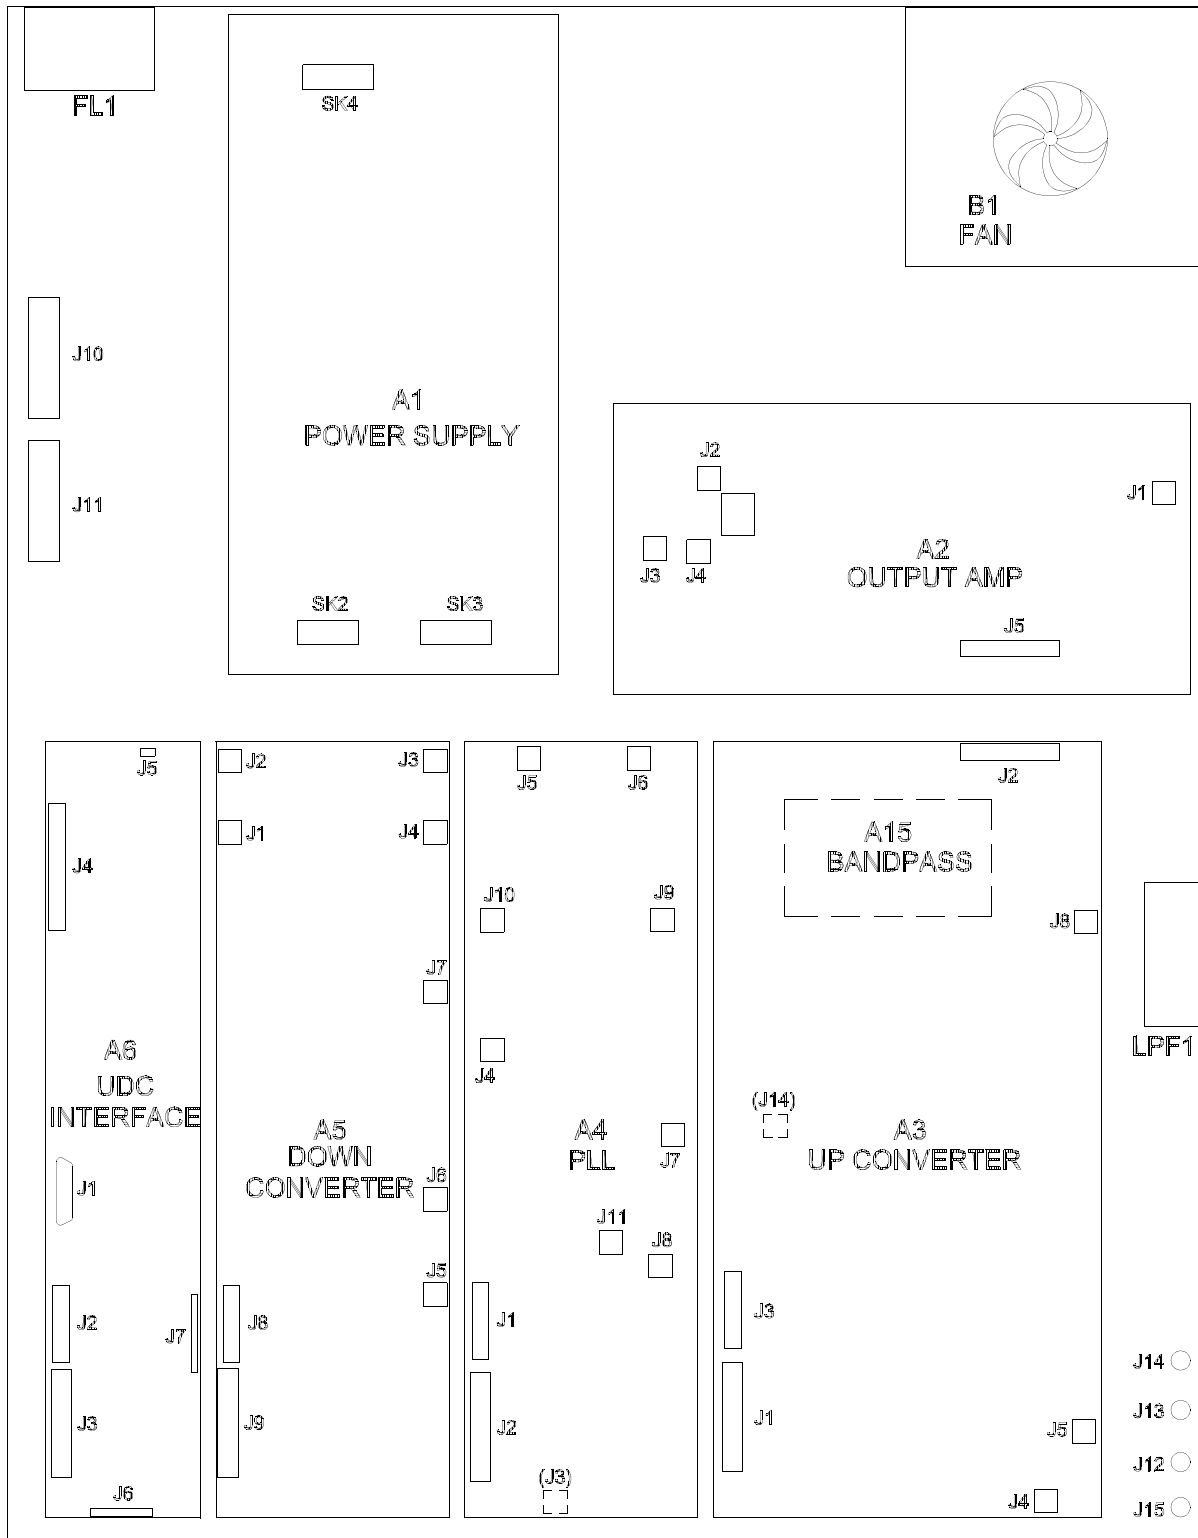 FL1
SK4
B1
FAN
J10
J11
A1
POWER SUPPLY
SK2
SK3
J2
J1
J3
J4
A2
OUTPUT AMP
J5
J5
J4
A6
UDC
INTERFACE
J1
J2
J7
J3
J6
J2
J3
J1
J4
J7
A5
DOWN
CONVERTER
J6
J5
J8
J9
J5
J6
J10
J9
J4
A4
PLL
J7
J11
J8
J1
J2
(J3)
J2
A15
BANDPASS
J8
(J14)
A3
UP CONVERTER
J3
J1
J5
J4
LPF1
J14
J13
J12
J15